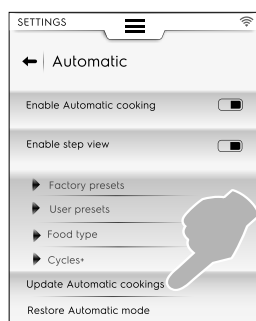 SETTINGS
Automatic
Enable Automatic cooking
Enable step view
Factory presets
User presets
Food type
Cycles+
Update Automatic cookings
Restore Automatic mode